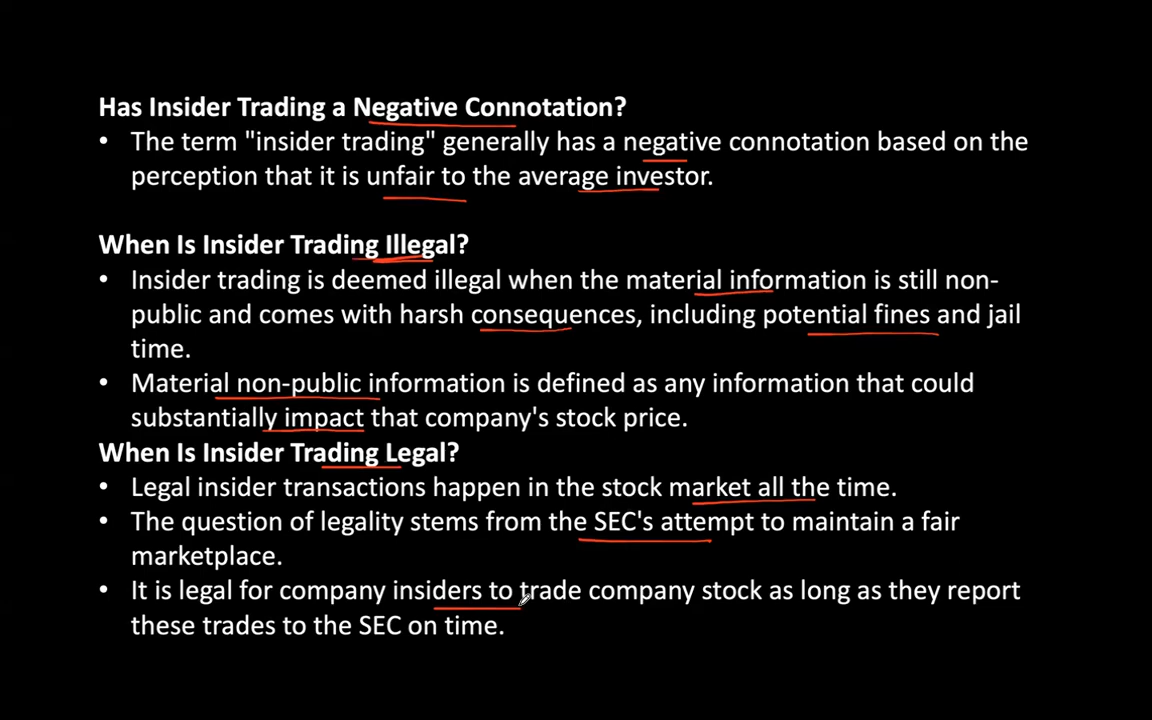 Has Insider Trading a Negative Connotation?
• The term "insider trading" generally has a negative connotation based on the
perception that it is unfair to the average investor.
When Is Insider Trading Illegal?
• Insider trading is deemed illegal when the material information is still non-
public and comes with harsh consequences, including potential fines and jail
time.
• Material non-public information is defined as any information that could
substantially impact that company's stock price.
When Is Insider Trading Legal?
• Legal insider transactions happen in the stock market all the time.
• The question of legality stems from the SEC's attempt to maintain a fair
marketplace.
• It is legal for company insiders to trade company stock as long as they report
these trades to the SEC on time.